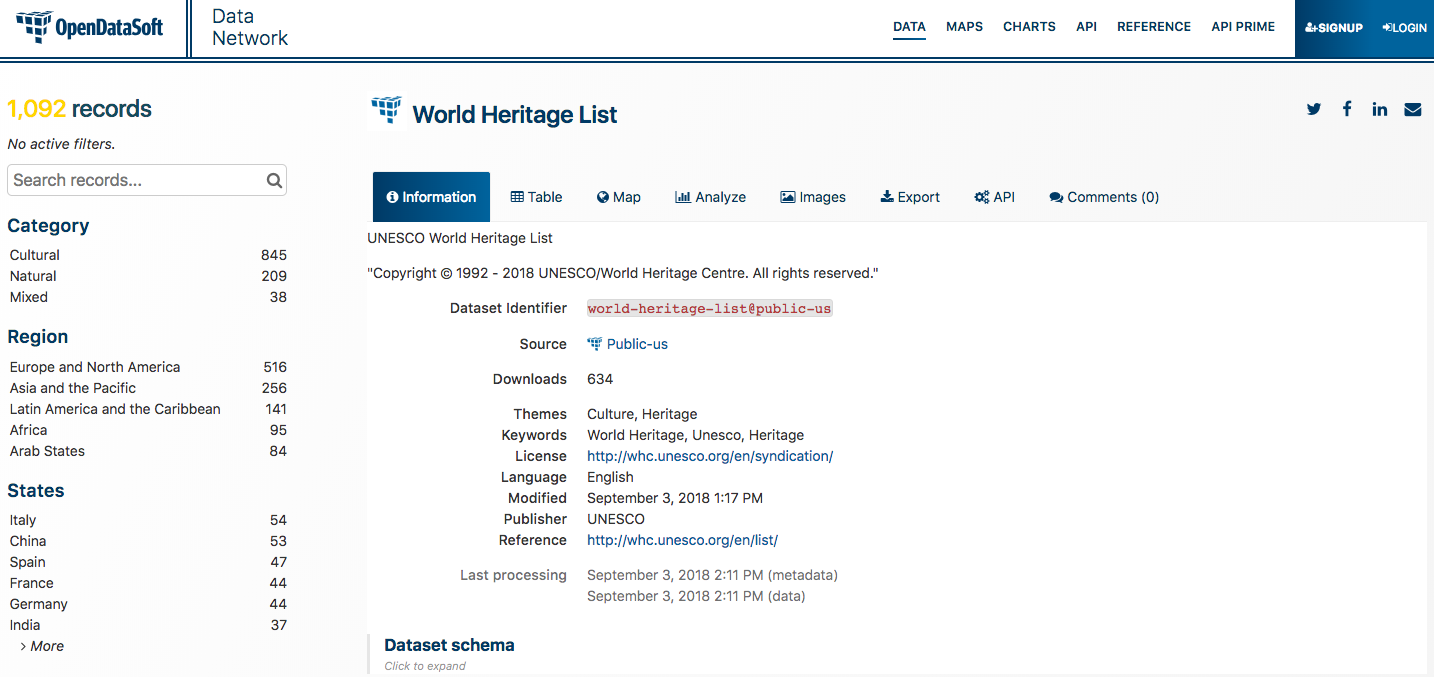 OpenDataSoft
Data
Network
DATA MAPS CHARTS API REFERENCE API PRIME SIGNUP LOGIN
1,092 records
No active filters.
Search records...
Category
Cultural 845
Natural 209
Mixed 38
Region
Europe and North America 516
Asia and the Pacific 256
Latin America and the Caribbean 141
Africa 95
Arab States 84
States
Italy 54
China 53
Spain 47
France 44
Germany 44
India 37
> More
World Heritage List
Information Table Map Analyze Images Export API Comments (0)
UNESCO World Heritage List
"Copyright © 1992 - 2018 UNESCO/World Heritage Centre. All rights reserved."
Dataset Identifier world-heritage-list@public-us
Source Public-us
Downloads 634
Themes Culture, Heritage
Keywords World Heritage, Unesco, Heritage
License http://whc.unesco.org/en/syndication/
Language English
Modified September 3, 2018 1:17 PM
Publisher UNESCO
Reference http://whc.unesco.org/en/list/
Last processing September 3, 2018 2:11 PM (metadata)
September 3, 2018 2:11 PM (data)
Dataset schema
Click to expand